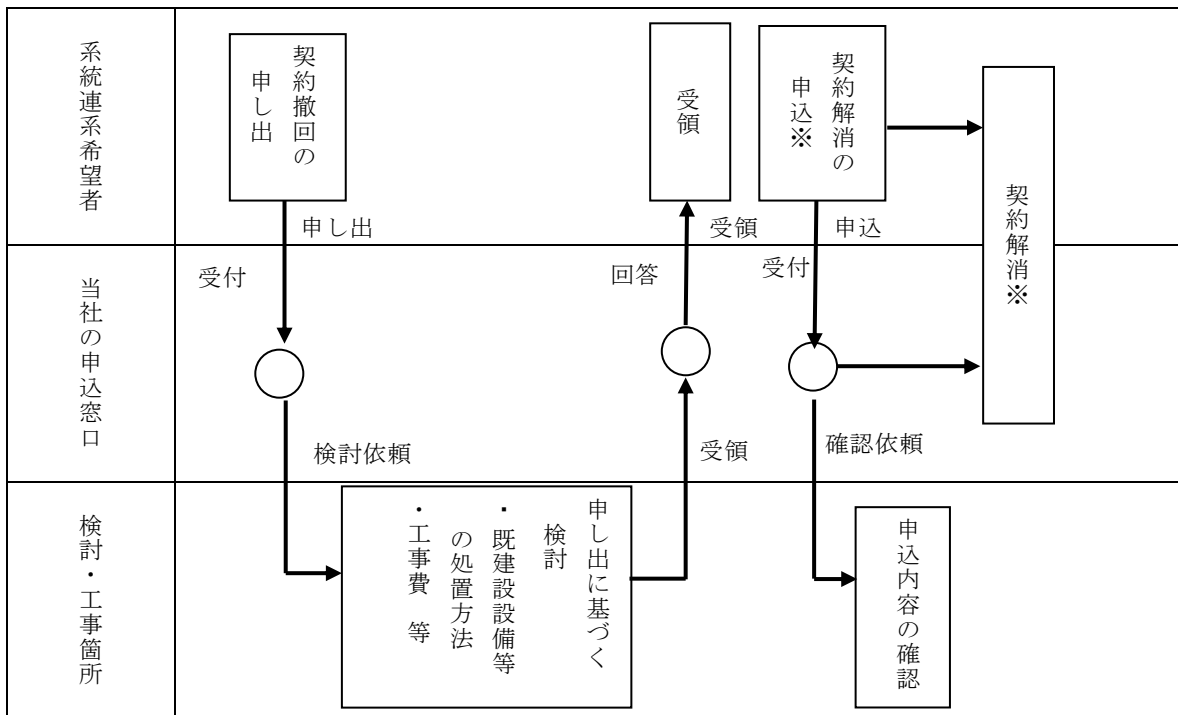 系統連系希望者
契約撤回の
申し出
受領
契約解消の
申込※
契約解消※
申し出
受領
申込
当社の申込窓口
受付
回答
受付
検討依頼
受領
確認依頼
検討・工事箇所
申し出に基づく
検討
・既建設設備等
の処置方法
・工事費 等
申込内容の確認